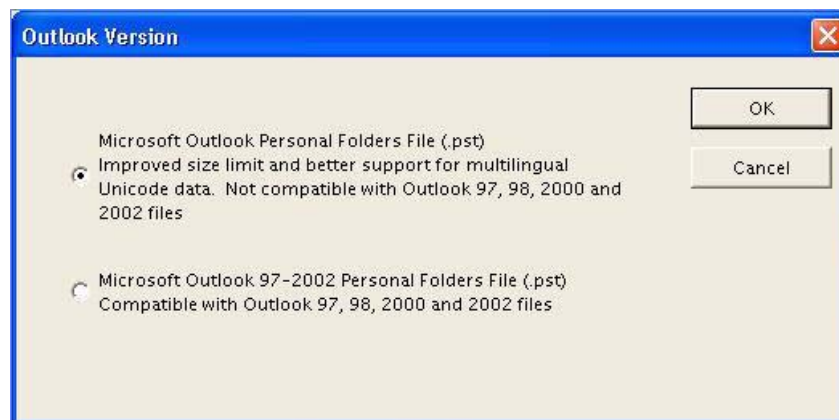 Outlook Version
OK
Microsoft Outlook Personal Folders File (.pst)
Improved size limit and better support for multilingual
Unicode data.  Not compatible with Outlook 97, 98, 2000 and
2002 files
Cancel
Microsoft Outlook 97-2002 Personal Folders File (.pst)
Compatible with Outlook 97, 98, 2000 and 2002 files